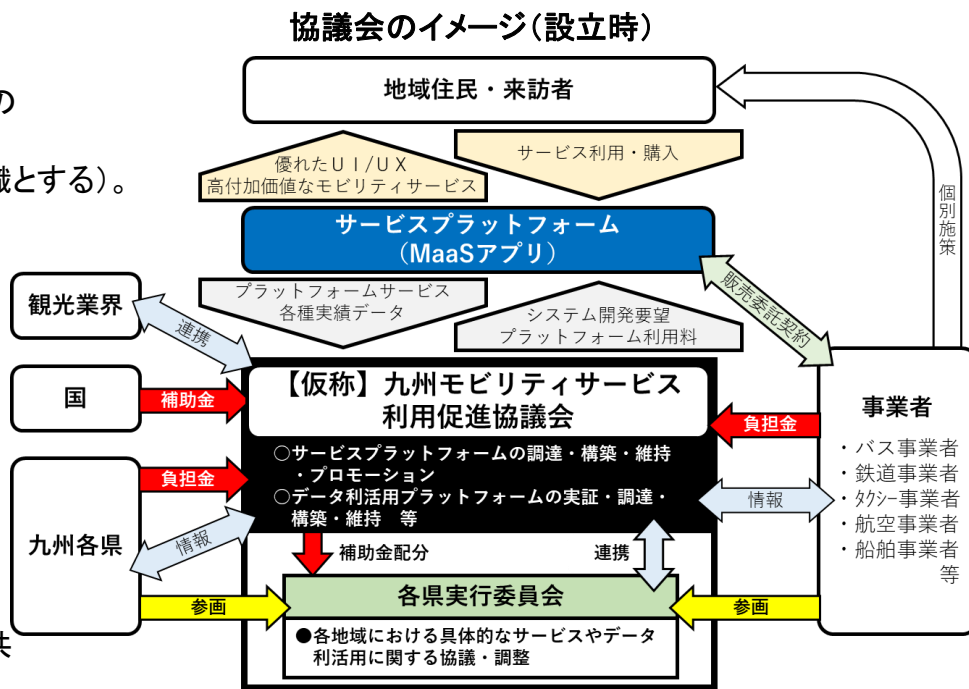 協議会のイメージ（設立時）
の
織とする）。
共
地域住民・来訪者
優れたＵＩ/ＵＸ
高付加価値なモビリティサービス
サービス利用・購入
個別施策
サービスプラットフォーム
（MaaSアプリ）
プラットフォームサービス
各種実績データ
システム開発要望
プラットフォーム利用料
販売委託契約
観光業界
連携
国
補助金
九州各県
負担金
情報
参画
【仮称】九州モビリティサービス
利用促進協議会
○サービスプラットフォームの調達・構築・維持
・プロモーション
○データ利活用プラットフォームの実証・調達・
構築・維持　等
補助金配分
連携
各県実行委員会
●各地域における具体的なサービスやデータ
利活用に関する協議・調整
負担金
情報
参画
事業者
・バス事業者
・鉄道事業者
・ﾀｸｼｰ事業者
・航空事業者
・船舶事業者
等